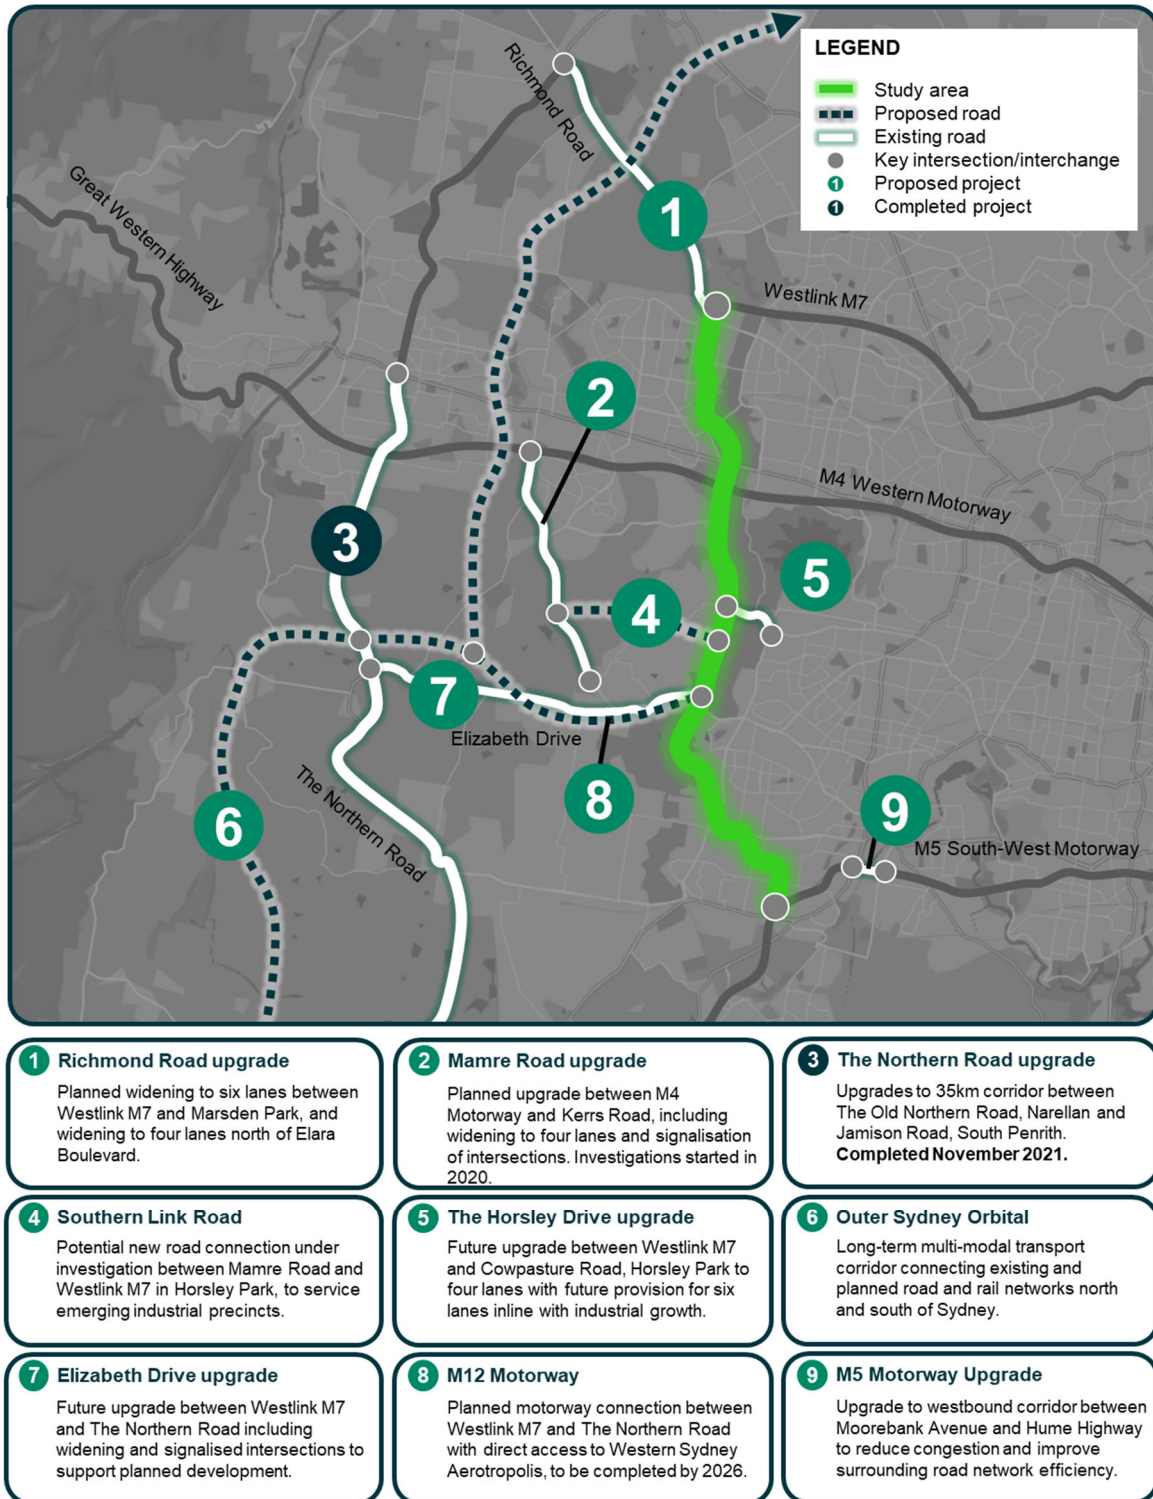 LEGEND
Study area
Proposed road
Existing road
Key intersection/interchange
1 Proposed project
1 Completed project
Richmond Road
Great Western Highway
1
Westlink M7
2
M4 Western Motorway
3
5
4
7
Elizabeth Drive
8
6
The Northern Road
9
M5 South-West Motorway
1 Richmond Road upgrade
Planned widening to six lanes between
Westlink M7 and Marsden Park, and
widening to four lanes north of Elara
Boulevard.
2 Mamre Road upgrade
Planned upgrade between M4
Motorway and Kerrs Road, including
widening to four lanes and signalisation
of intersections. Investigations started in
2020.
3 The Northern Road upgrade
Upgrades to 35km corridor between
The Old Northern Road, Narellan and
Jamison Road, South Penrith.
Completed November 2021.
4 Southern Link Road
Potential new road connection under
investigation between Mamre Road and
Westlink M7 in Horsley Park, to service
emerging industrial precincts.
5 The Horsley Drive upgrade
Future upgrade between Westlink M7
and Cowpasture Road, Horsley Park to
four lanes with future provision for six
lanes inline with industrial growth.
6 Outer Sydney Orbital
Long-term multi-modal transport
corridor connecting existing and
planned road and rail networks north
and south of Sydney.
7 Elizabeth Drive upgrade
Future upgrade between Westlink M7
and The Northern Road including
widening and signalised intersections to
support planned development.
8 M12 Motorway
Planned motorway connection between
Westlink M7 and The Northern Road
with direct access to Western Sydney
Aerotropolis, to be completed by 2026.
9 M5 Motorway Upgrade
Upgrade to westbound corridor between
Moorebank Avenue and Hume Highway
to reduce congestion and improve
surrounding road network efficiency.